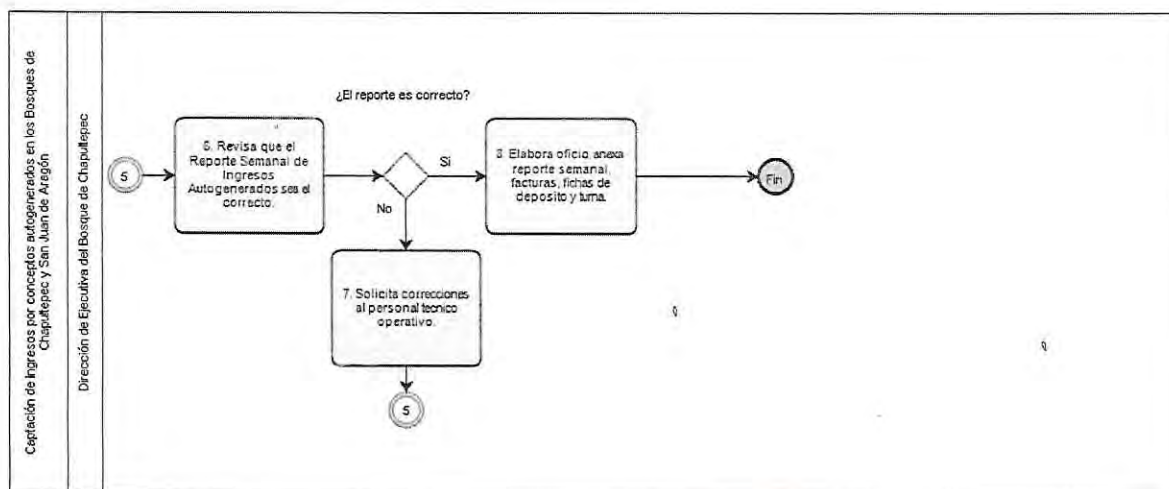 Captación de ingresos por conceptos autogenerados en los Bosques de
Chapultepec y San Juan de Aragón
Dirección de Ejecutiva del Bosque de Chapultepec
5
6. Revisa que el
Reporte Semanal de
Ingresos
Autogenerados sea el
correcto.
¿El reporte es correcto?
Sí
No
8. Elabora oficio, anexa
reporte semanal,
facturas, fichas de
deposito y turna.
Fin
7. Solicita correcciones
al personal tecnico
operativo.
5